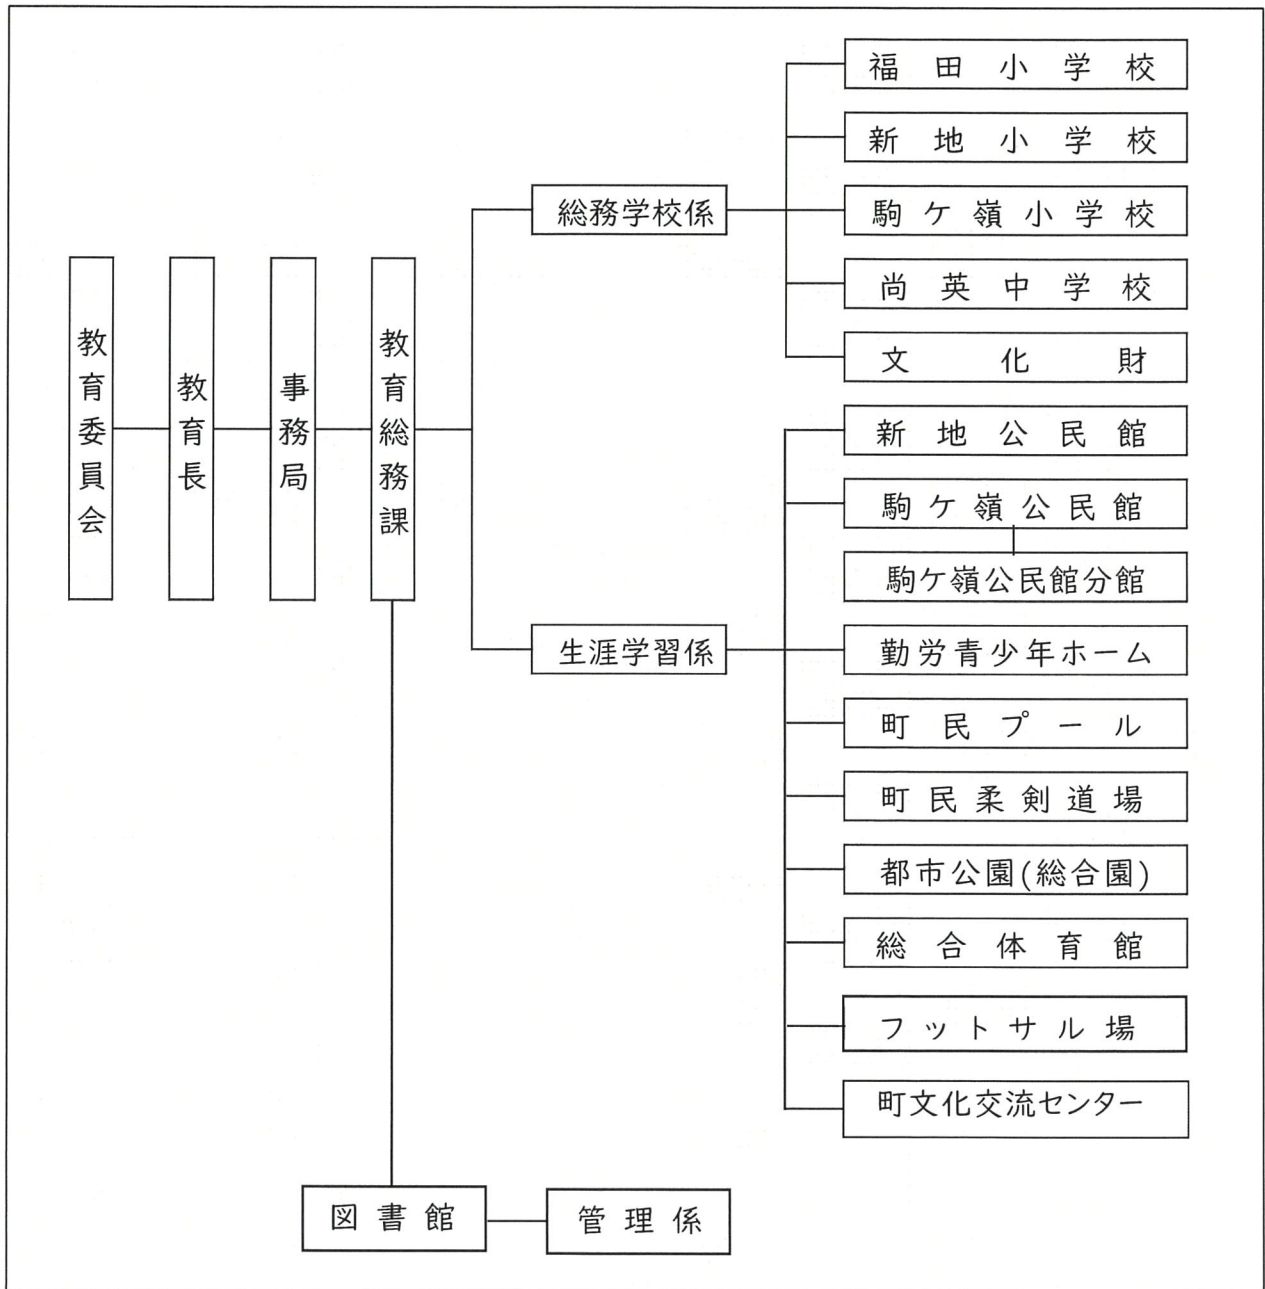 教育委員会
教育長
事務局
教育総務課
総務学校係
福田小学校
新地小学校
駒ケ嶺小学校
尚英中学校
文化財
生涯学習係
新地公民館
駒ケ嶺公民館
駒ケ嶺公民館分館
勤労青少年ホーム
町民プール
町民柔剣道場
都市公園(総合園)
総合体育館
フットサル場
町文化交流センター
図書館
管理係